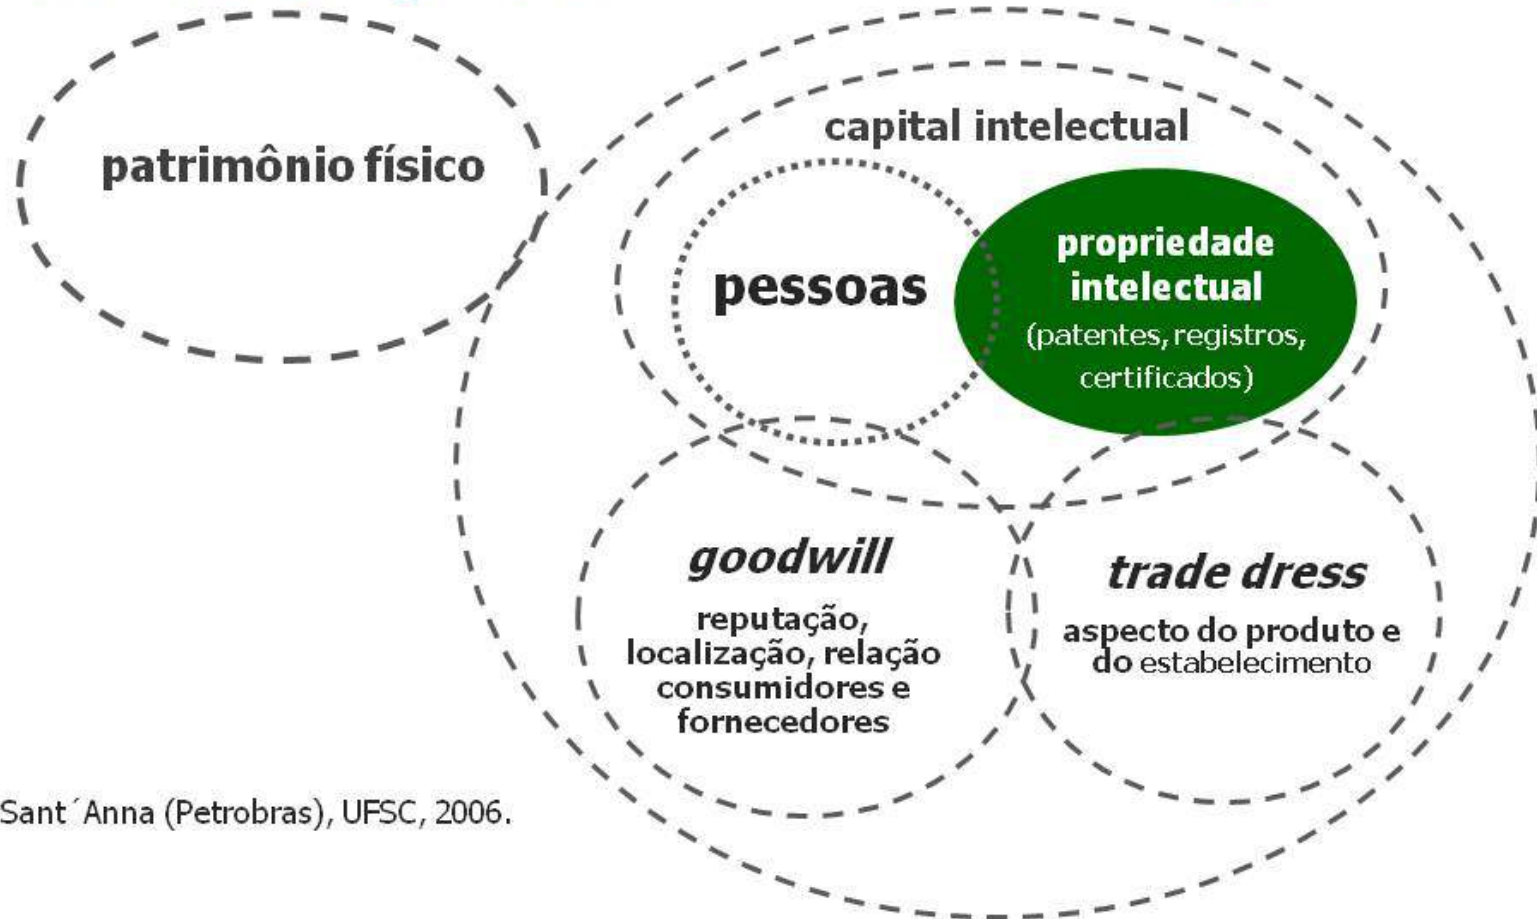 patrimônio físico
capital intelectual
pessoas
propriedade
intelectual
(patentes, registros,
certificados)
goodwill
reputação,
localização, relação
consumidores e
fornecedores
trade dress
aspecto do produto e
do estabelecimento
Sant´Anna (Petrobras), UFSC, 2006.